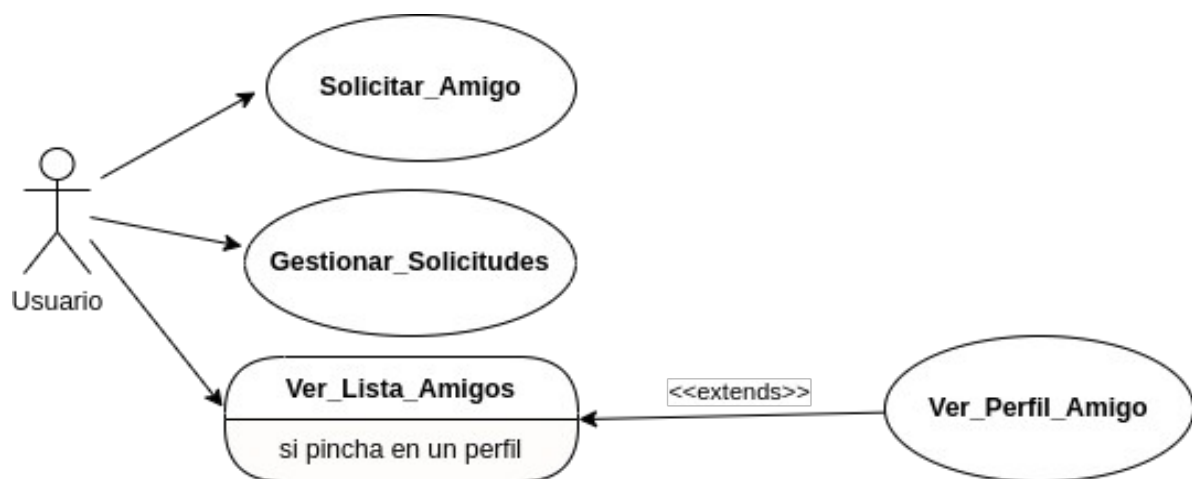 Solicitar_Amigo
Gestionar_Solicitudes
Usuario
Ver_Lista_Amigos
<<extends>>
Ver_Perfil_Amigo
si pincha en un perfil